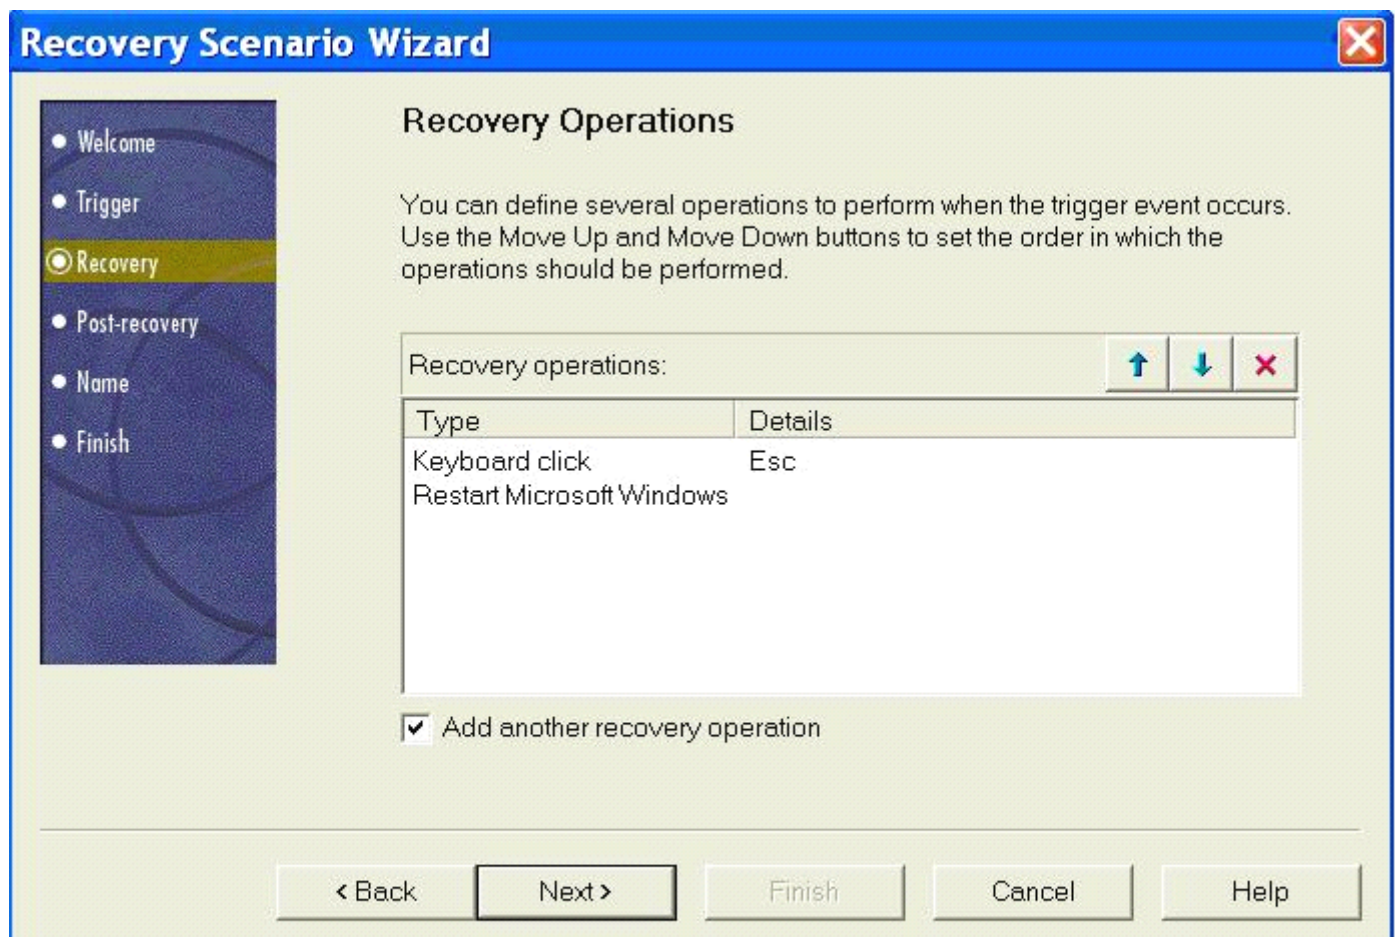 Recovery Scenario Wizard
Welcome
Trigger
Recovery
Post-recovery
Name
Finish
Recovery Operations
You can define several operations to perform when the trigger event occurs.
Use the Move Up and Move Down buttons to set the order in which the
operations should be performed.
Recovery operations:
Type Details
Keyboard click Esc
Restart Microsoft Windows
Add another recovery operation
< Back Next > Finish Cancel Help